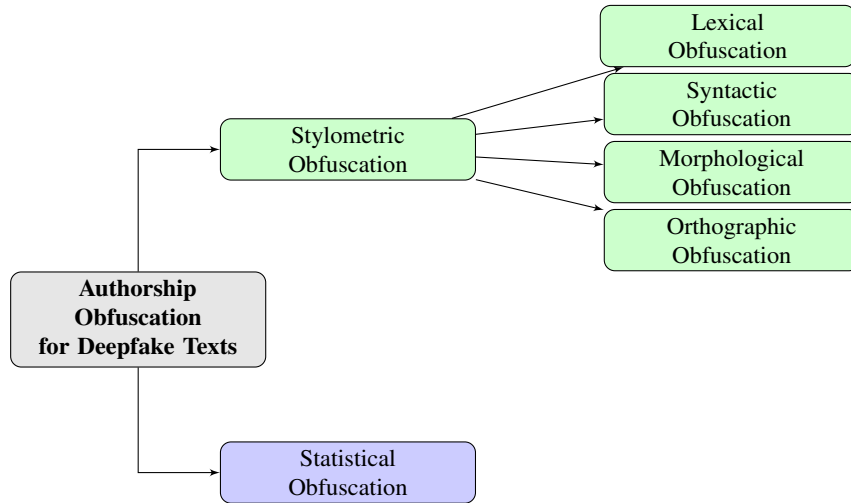 Lexical
Obfuscation
Syntactic
Obfuscation
Stylometric
Obfuscation
Morphological
Obfuscation
Orthographic
Obfuscation
Authorship
Obfuscation
for Deepfake Texts
Statistical
Obfuscation